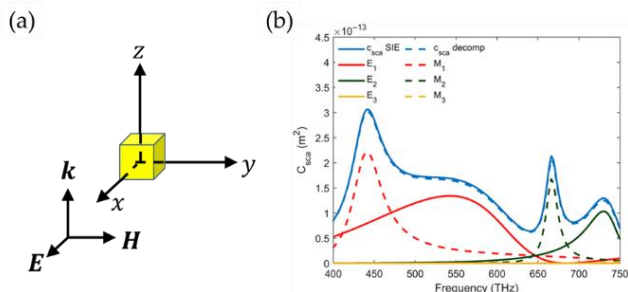 (a)
z
y
x
k
E
H
(b)
×10⁻¹³
4.5
4
3.5
3
2.5
2
1.5
1
0.5
0
C_sca (m²)
c_sca SIE
c_sca decomp
E₁
M₁
E₂
M₂
E₃
M₃
400 450 500 550 600 650 700 750
Frequency (THz)